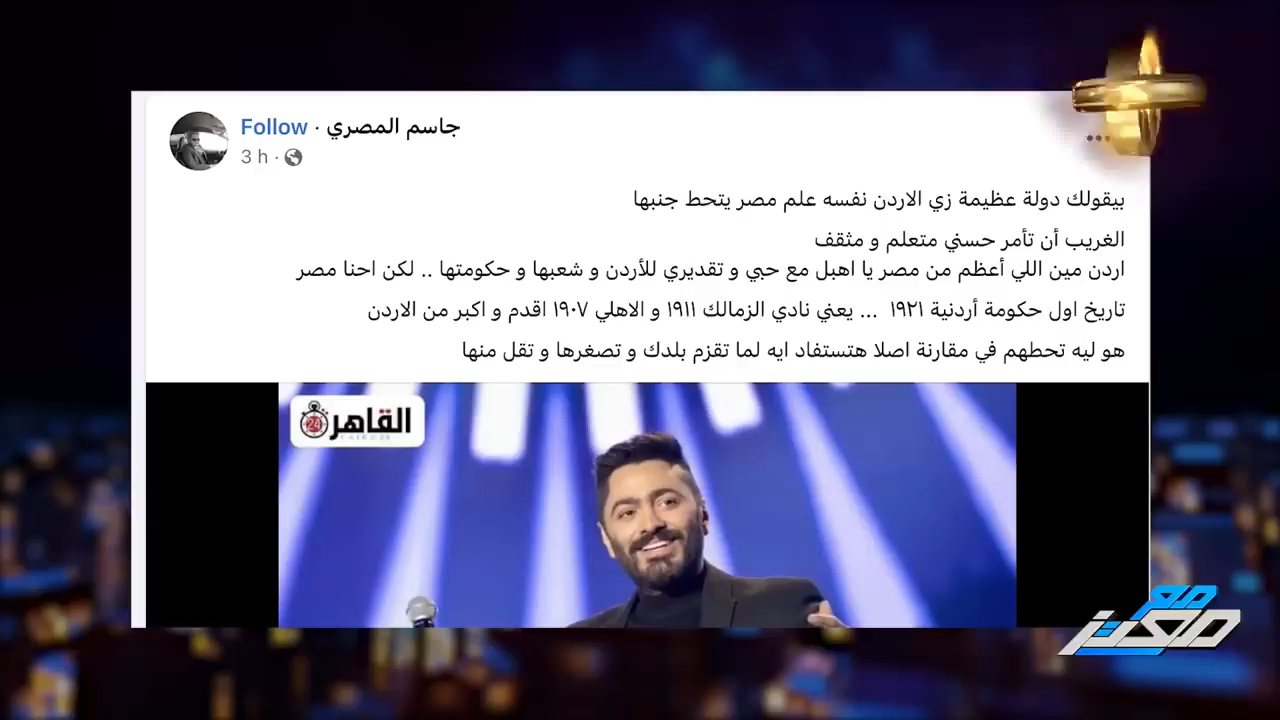 جاسم المصري · Follow
3 h ·
بيقولك دولة عظيمة زي الاردن نفسه علم مصر يتحط جنبها
الغريب أن تأمر حسني متعلم و مثقف
اردن مين اللي أعظم من مصر يا اهبل مع حبي و تقديري للأردن و شعبها و حكومتها .. لكن احنا مصر
تاريخ اول حكومة أردنية ١٩٢١ ... يعني نادي الزمالك ١٩١١ و الاهلي ١٩٠٧ اقدم و اكبر من الاردن
هو ليه تحطهم في مقارنة اصلا هتستفاد ايه لما تقزم بلدك و تصغرها و تقل منها
القاهرة 24
CAIRO 24
مع معتز